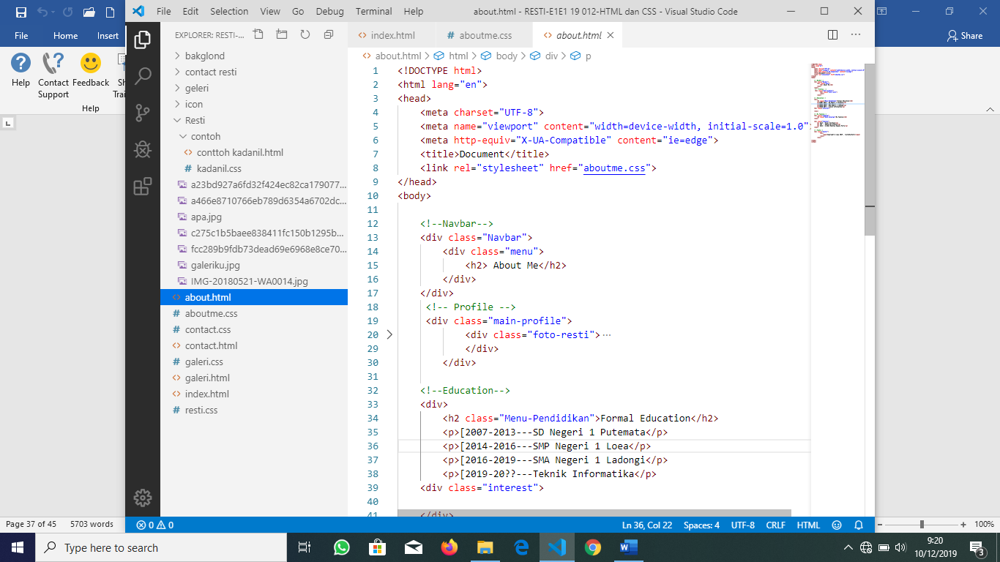 File Edit Selection View Go Debug Terminal Help about.html - RESTI-E1E1 19 012-HTML dan CSS - Visual Studio Code
File Home Insert
Share
Help Contact Support Feedback
Help
EXPLORER: RESTI-...
bakglond
contact resti
geleri
icon
Resti
contoh
conttoh kadanil.html
kadanil.css
a23bd927a6fd32f424ec82ca179077...
a466e8710766eb789d6354a6702dc...
apa.jpg
c275c1b5baee838411fc150b1295b...
fcc289b9fdb73dead69e6968e8ce70...
galeriku.jpg
IMG-20180521-WA0014.jpg
about.html
aboutme.css
contact.css
contact.html
galeri.css
galeri.html
index.html
resti.css
index.html aboutme.css about.html
about.html > html > body > div > p
1 <!DOCTYPE html>
2 <html lang="en">
3 <head>
4 <meta charset="UTF-8">
5 <meta name="viewport" content="width=device-width, initial-scale=1.0"
6 <meta http-equiv="X-UA-Compatible" content="ie=edge">
7 <title>Document</title>
8 <link rel="stylesheet" href="aboutme.css">
9 </head>
10 <body>
11
12 <!--Navbar-->
13 <div class="Navbar">
14 <div class="menu">
15 <h2> About Me</h2>
16 </div>
17 </div>
18 <!-- Profile -->
19 <div class="main-profile">
20 <div class="foto-resti">···
29 </div>
30 </div>
31
32 <!--Education-->
33 <div>
34 <h2 class="Menu-Pendidikan">Formal Education</h2>
35 <p>[2007-2013---SD Negeri 1 Putemata</p>
36 <p>[2014-2016---SMP Negeri 1 Loea</p>
37 <p>[2016-2019---SMA Negeri 1 Ladongi</p>
38 <p>[2019-20??---Teknik Informatika</p>
39 <div class="interest">
40
41 </div>
Page 37 of 45 5703 words
0 0 Ln 36, Col 22 Spaces: 4 UTF-8 CRLF HTML
100%
Type here to search
9:20
10/12/2019
3